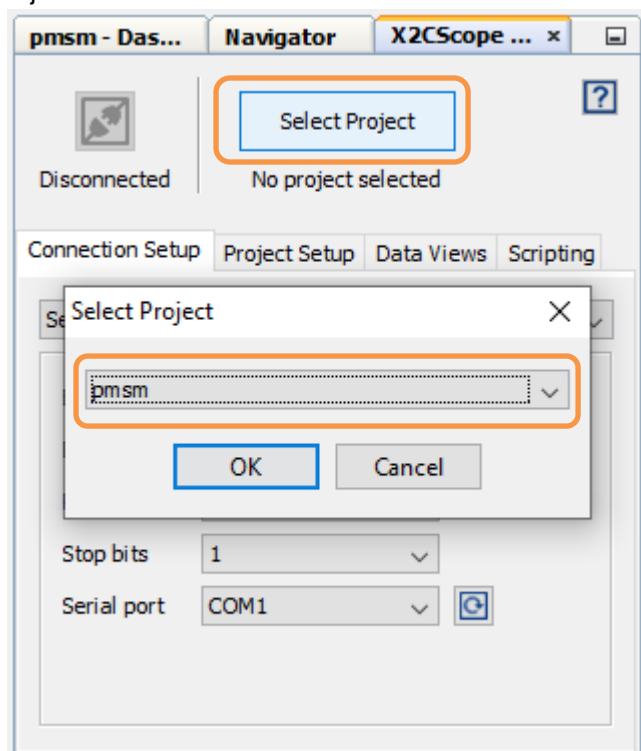 pmsm - Das... Navigator X2CScope ... ×
Select Project
?
Disconnected No project selected
Connection Setup Project Setup Data Views Scripting
Select Project
pmsm
OK Cancel
Stop bits 1
Serial port COM1